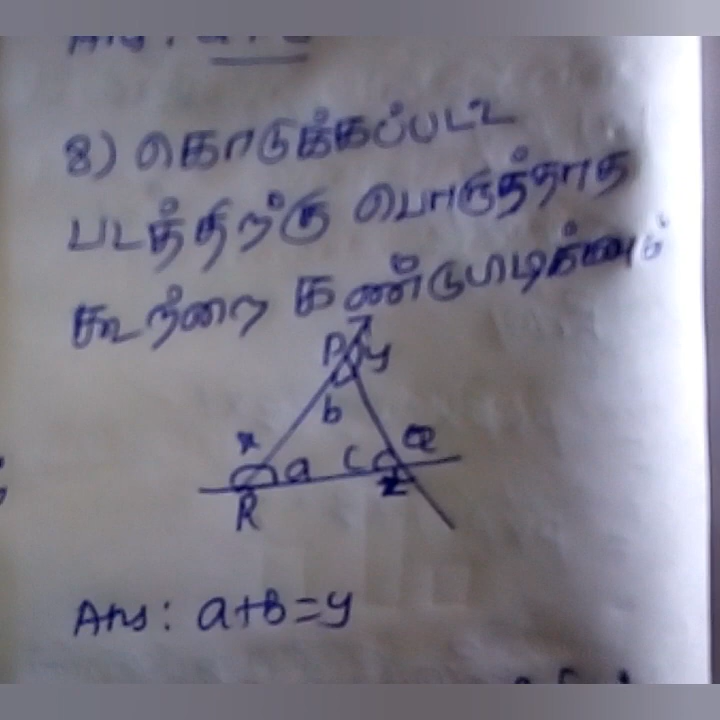 8) கொடுக்கப்பட்ட
படத்திற்கு பொருத்தாத
கூற்றை கண்டுபிடிக்கவும்
P y
b
x a c Q
R z
Ans: a+b=y